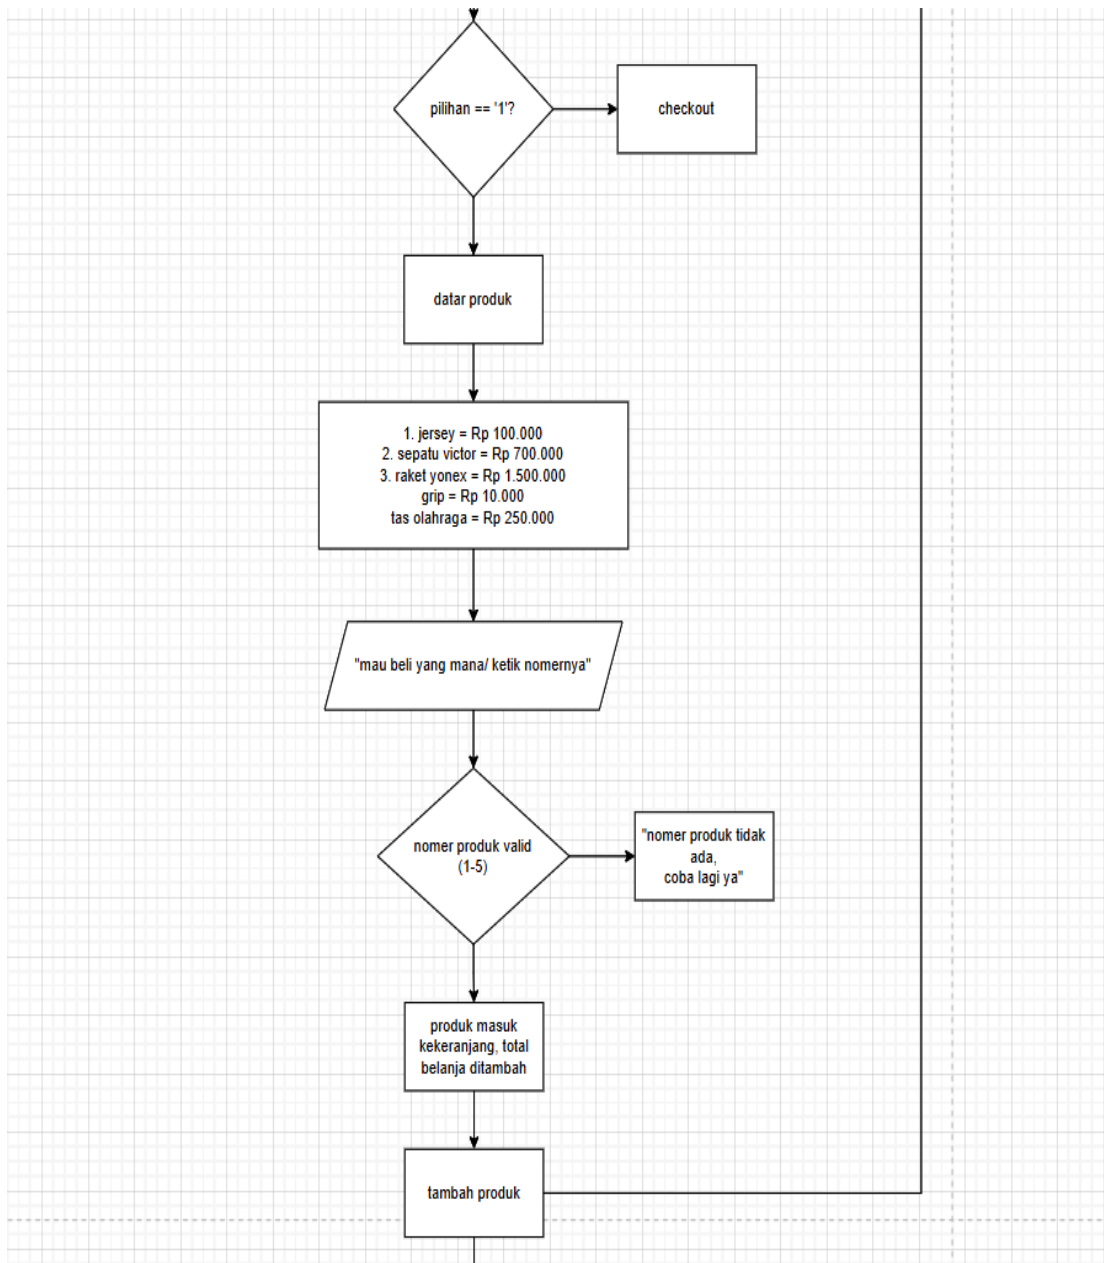 pilihan == '1'?
checkout
datar produk
1. jersey = Rp 100.000
2. sepatu victor = Rp 700.000
3. raket yonex = Rp 1.500.000
grip = Rp 10.000
tas olahraga = Rp 250.000
"mau beli yang mana/ ketik nomernya"
nomer produk valid
(1-5)
"nomer produk tidak
ada,
coba lagi ya"
produk masuk
kekeranjang, total
belanja ditambah
tambah produk